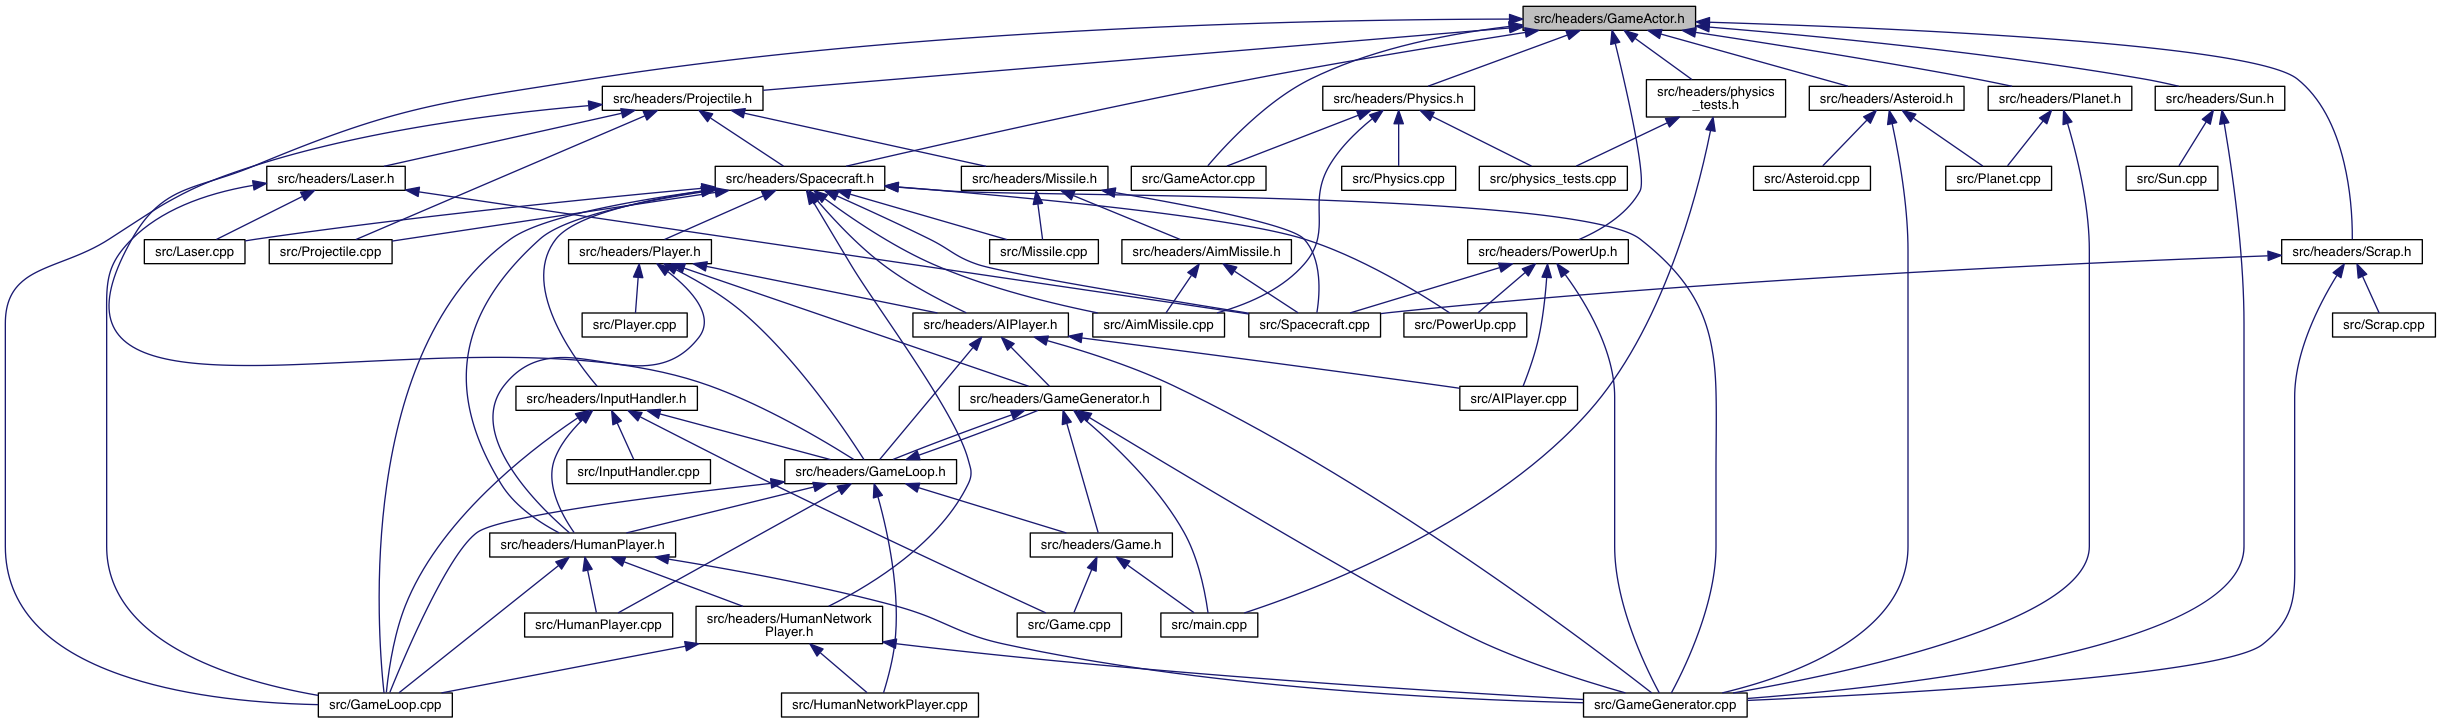 src/headers/GameActor.h
src/headers/Projectile.h
src/headers/Physics.h
src/headers/physics
_tests.h
src/headers/Asteroid.h
src/headers/Planet.h
src/headers/Sun.h
src/headers/Laser.h
src/headers/Spacecraft.h
src/headers/Missile.h
src/GameActor.cpp
src/Physics.cpp
src/physics_tests.cpp
src/Asteroid.cpp
src/Planet.cpp
src/Sun.cpp
src/Laser.cpp
src/Projectile.cpp
src/headers/Player.h
src/Missile.cpp
src/headers/AimMissile.h
src/headers/PowerUp.h
src/headers/Scrap.h
src/Player.cpp
src/headers/AIPlayer.h
src/AimMissile.cpp
src/Spacecraft.cpp
src/PowerUp.cpp
src/Scrap.cpp
src/headers/InputHandler.h
src/headers/GameGenerator.h
src/AIPlayer.cpp
src/InputHandler.cpp
src/headers/GameLoop.h
src/headers/HumanPlayer.h
src/headers/Game.h
src/HumanPlayer.cpp
src/headers/HumanNetwork
Player.h
src/Game.cpp
src/main.cpp
src/GameLoop.cpp
src/HumanNetworkPlayer.cpp
src/GameGenerator.cpp